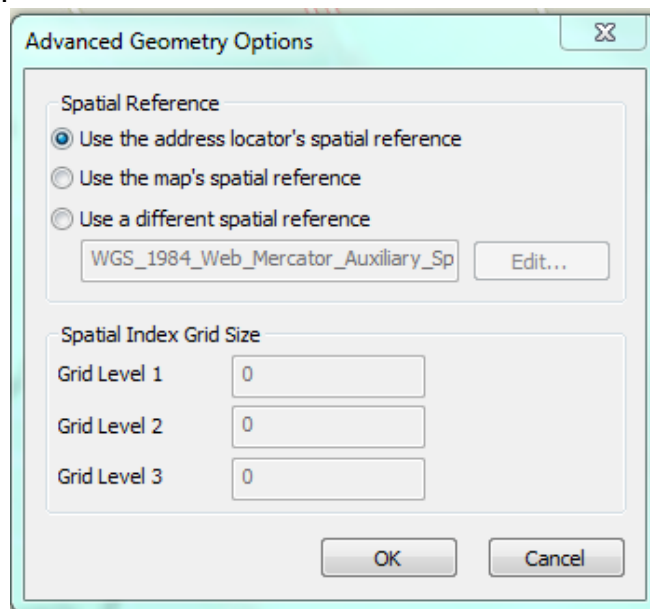 Advanced Geometry Options
Spatial Reference
Use the address locator's spatial reference
Use the map's spatial reference
Use a different spatial reference
WGS_1984_Web_Mercator_Auxiliary_Sp
Edit...
Spatial Index Grid Size
Grid Level 1 0
Grid Level 2 0
Grid Level 3 0
OK Cancel